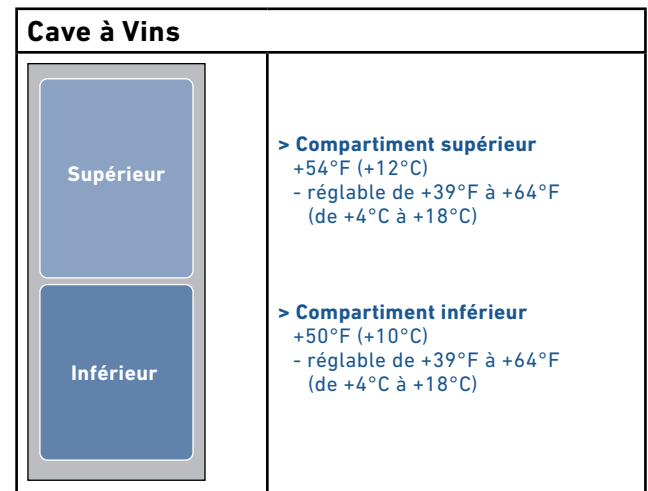 Cave à Vins
Supérieur
> Compartiment supérieur
+54°F (+12°C)
- réglable de +39°F à +64°F
(de +4°C à +18°C)
Inférieur
> Compartiment inférieur
+50°F (+10°C)
- réglable de +39°F à +64°F
(de +4°C à +18°C)